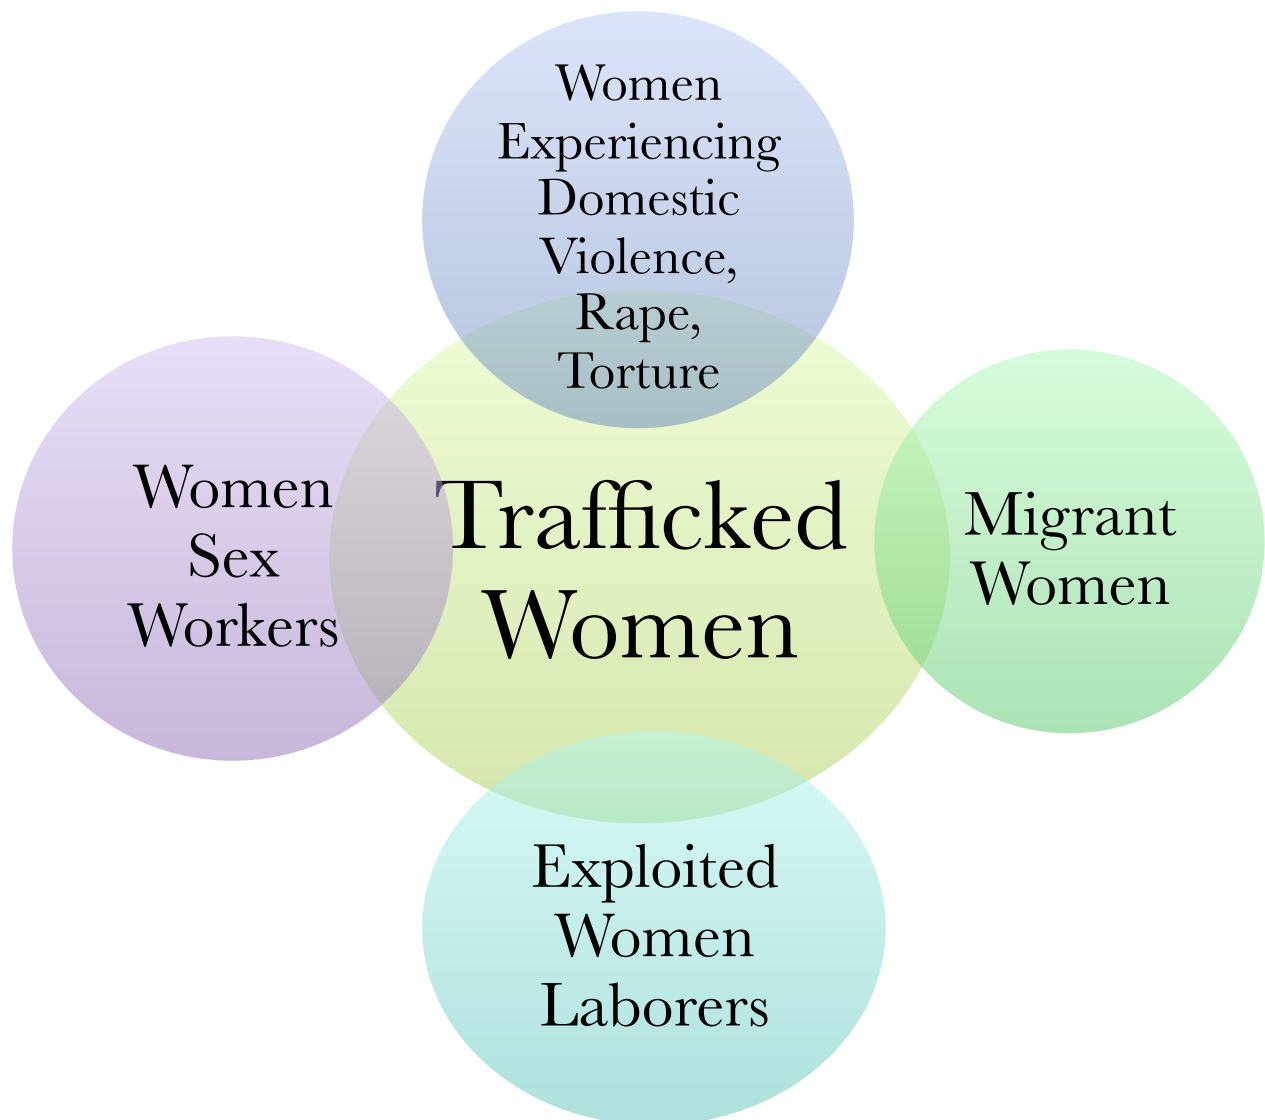 Women
Experiencing
Domestic
Violence,
Rape,
Torture
Women
Sex
Workers
Trafficked
Women
Migrant
Women
Exploited
Women
Laborers